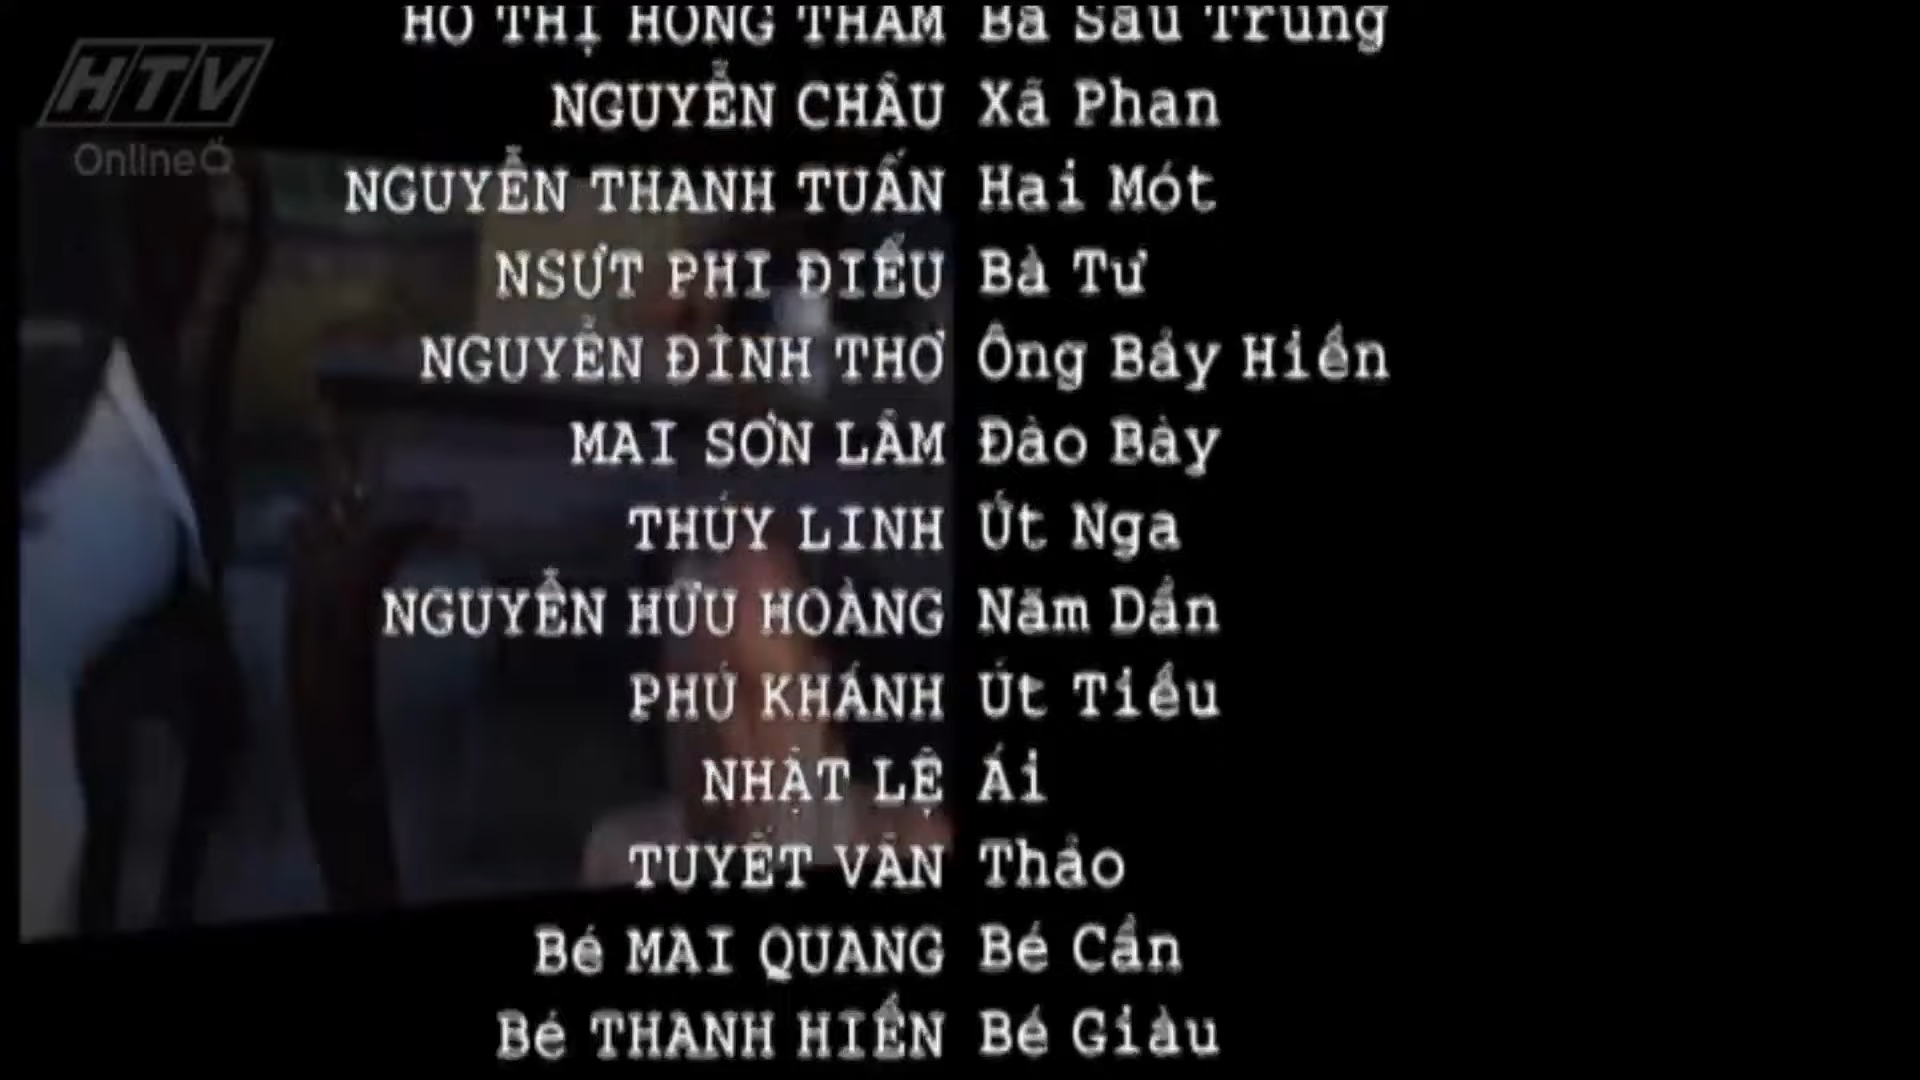 HTV
Online
HỒ THỊ HỒNG THẮM Bà Sáu Trung
NGUYỄN CHÂU Xã Phan
NGUYỄN THANH TUẤN Hai Mót
NSƯT PHI ĐIỂU Bà Tư
NGUYỄN ĐÌNH THƠ Ông Bảy Hiền
MAI SƠN LÂM Đào Bảy
THÚY LINH Út Nga
NGUYỄN HỮU HOÀNG Năm Dần
PHÚ KHÁNH Út Tiều
NHẬT LỆ Ái
TUYẾT VÂN Thảo
Bé MAI QUANG Bé Cần
Bé THANH HIỀN Bé Giàu